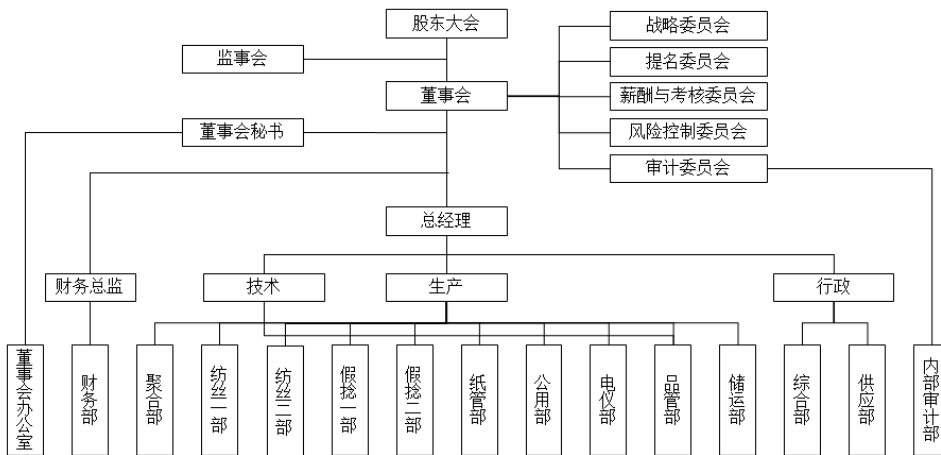 股东大会
战略委员会
监事会
提名委员会
董事会
薪酬与考核委员会
董事会秘书
风险控制委员会
审计委员会
总经理
财务总监
技术
生产
行政
董事会办公室
财务部
聚合部
纺丝一部
纺丝二部
假捻一部
假捻二部
纸管部
公用部
电仪部
品管部
储运部
综合部
供应部
内部审计部